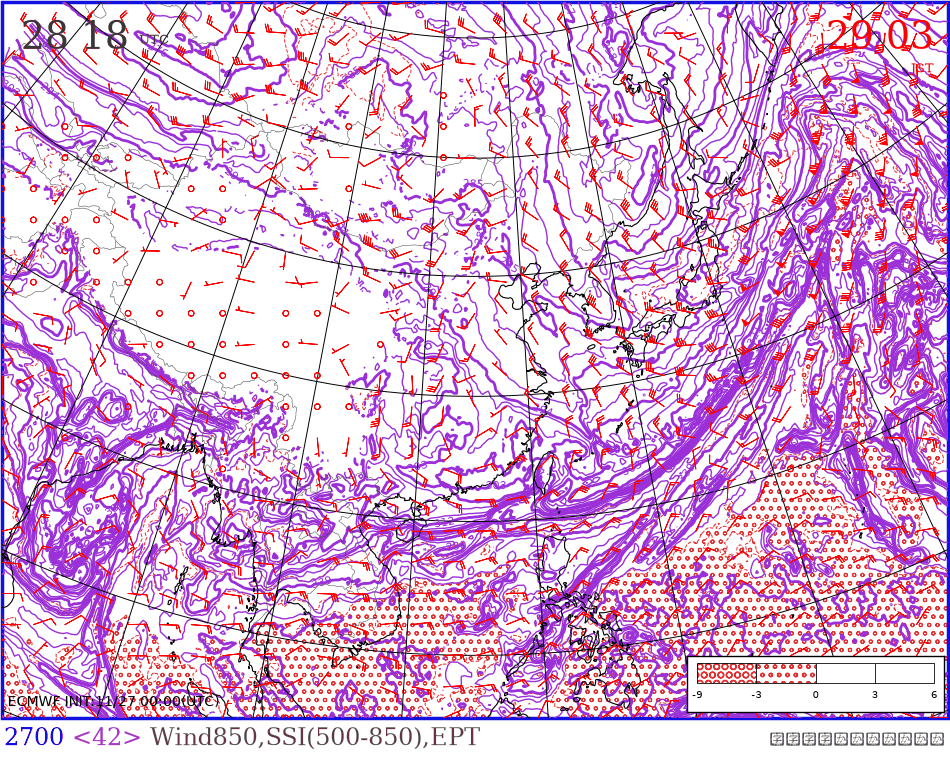 28 18 UTC
29.03
JST
ECMWF INIT:11/27 00:00(UTC)
-9 -3 0 3 6
2700 <42> Wind850,SSI(500-850),EPT